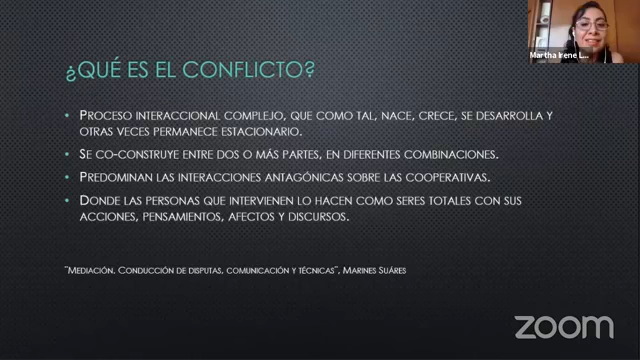 Martha Irene L...
¿QUÉ ES EL CONFLICTO?
• PROCESO INTERACCIONAL COMPLEJO, QUE COMO TAL, NACE, CRECE, SE DESARROLLA Y
OTRAS VECES PERMANECE ESTACIONARIO.
• SE CO-CONSTRUYE ENTRE DOS O MÁS PARTES, EN DIFERENTES COMBINACIONES.
• PREDOMINAN LAS INTERACCIONES ANTAGÓNICAS SOBRE LAS COOPERATIVAS.
• DONDE LAS PERSONAS QUE INTERVIENEN LO HACEN COMO SERES TOTALES CON SUS
ACCIONES, PENSAMIENTOS, AFECTOS Y DISCURSOS.
"MEDIACIÓN. CONDUCCIÓN DE DISPUTAS, COMUNICACIÓN Y TÉCNICAS", MARINES SUÁRES
zoom